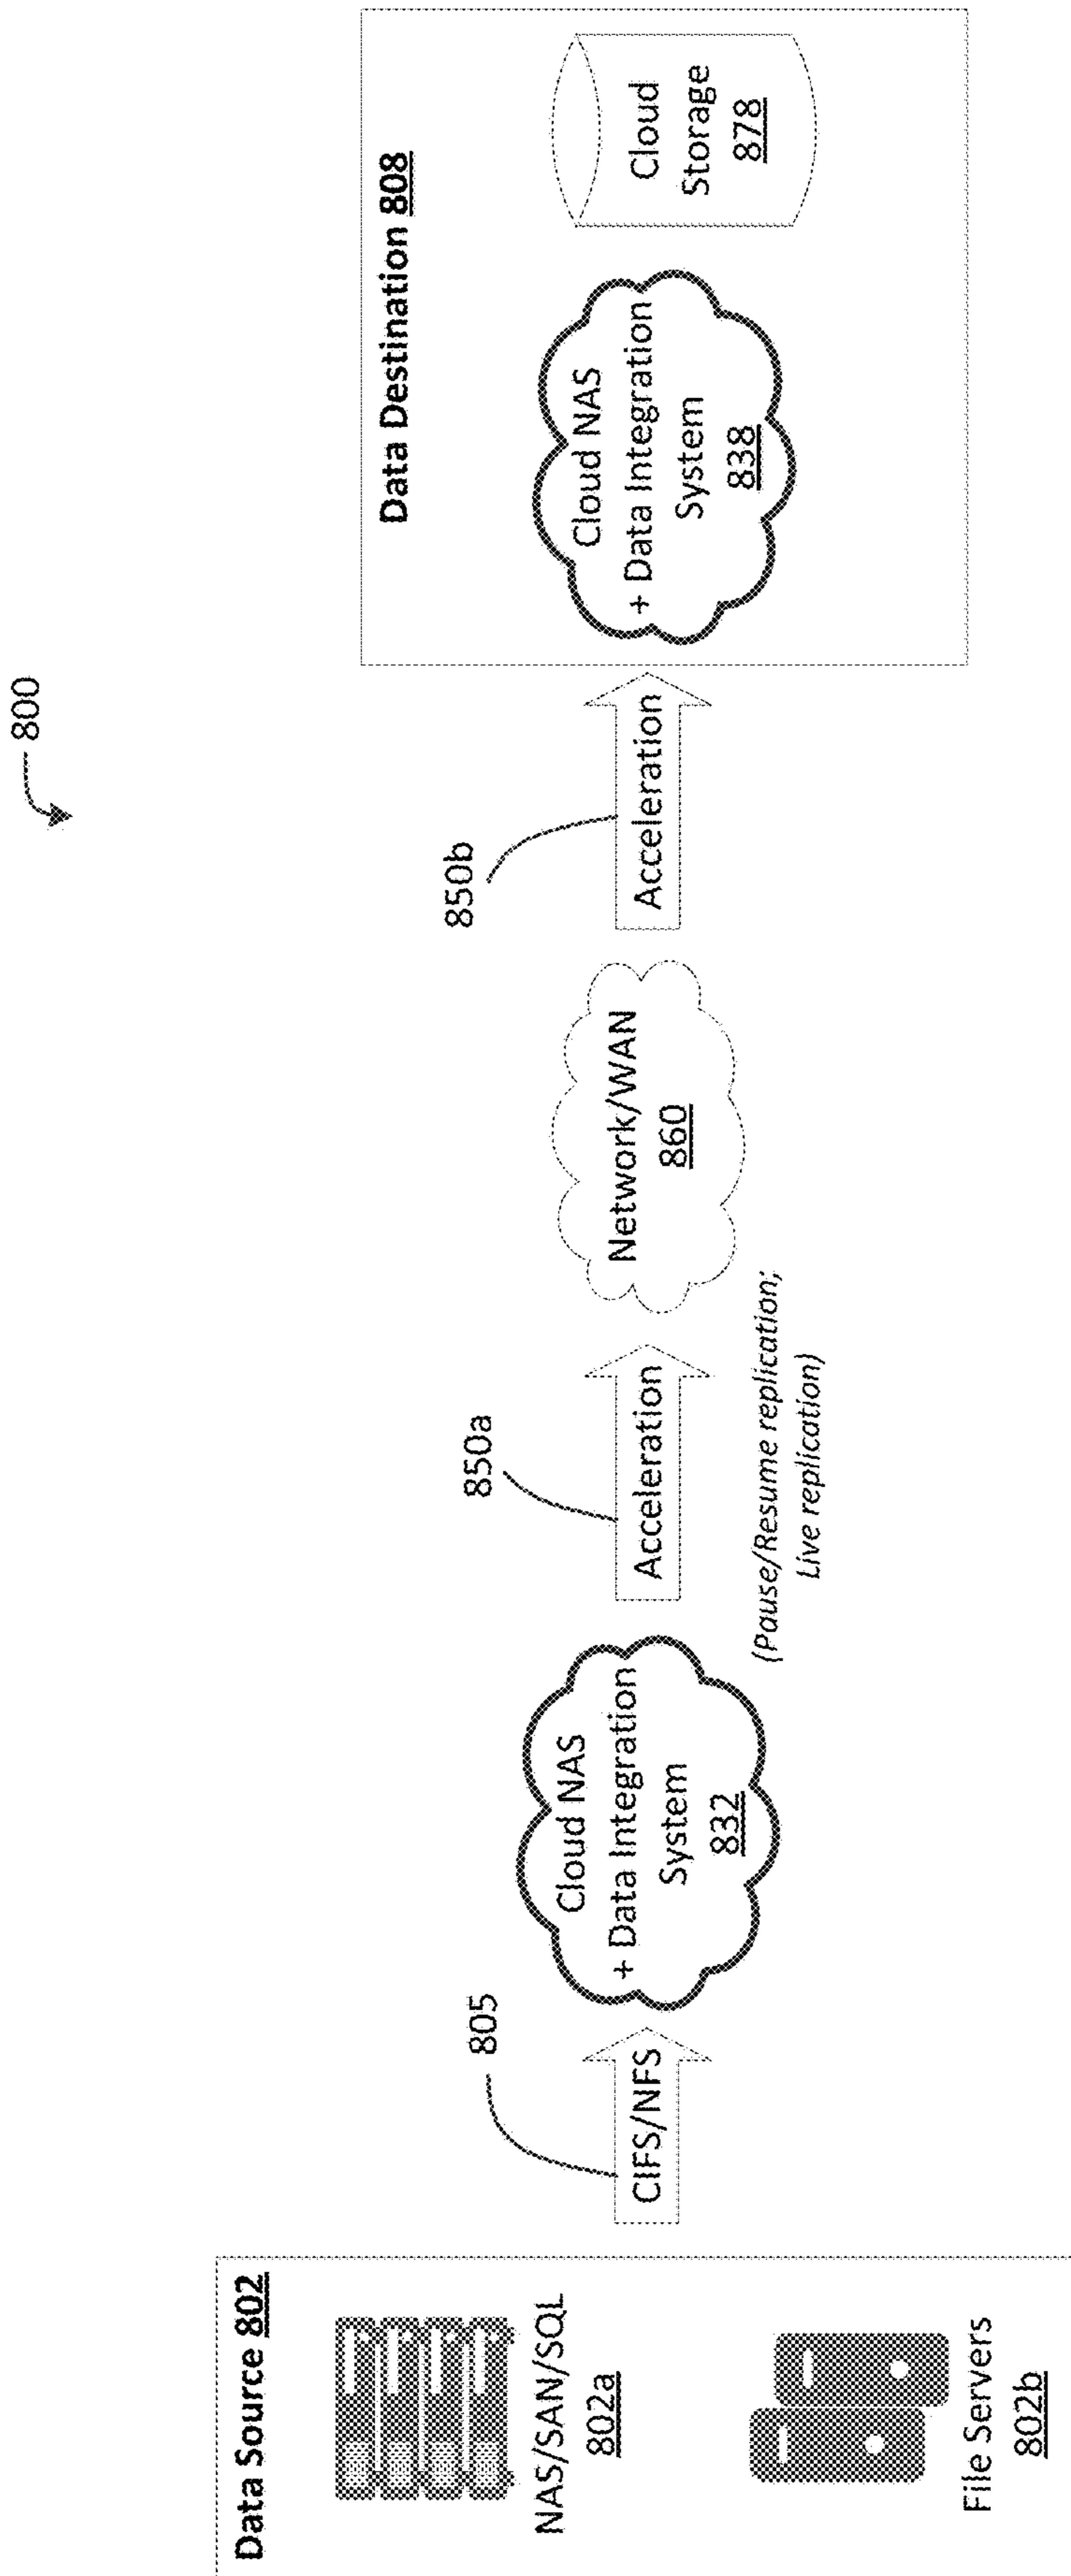 800
Data Source 802
NAS/SAN/SQL
802a
File Servers
802b
805
CIFS/NFS
Cloud NAS
+ Data Integration
System
832
850a
Acceleration
(Pause/Resume replication;
Live replication)
Network/WAN
860
850b
Acceleration
Data Destination 808
Cloud NAS
+ Data Integration
System
838
Cloud
Storage
878